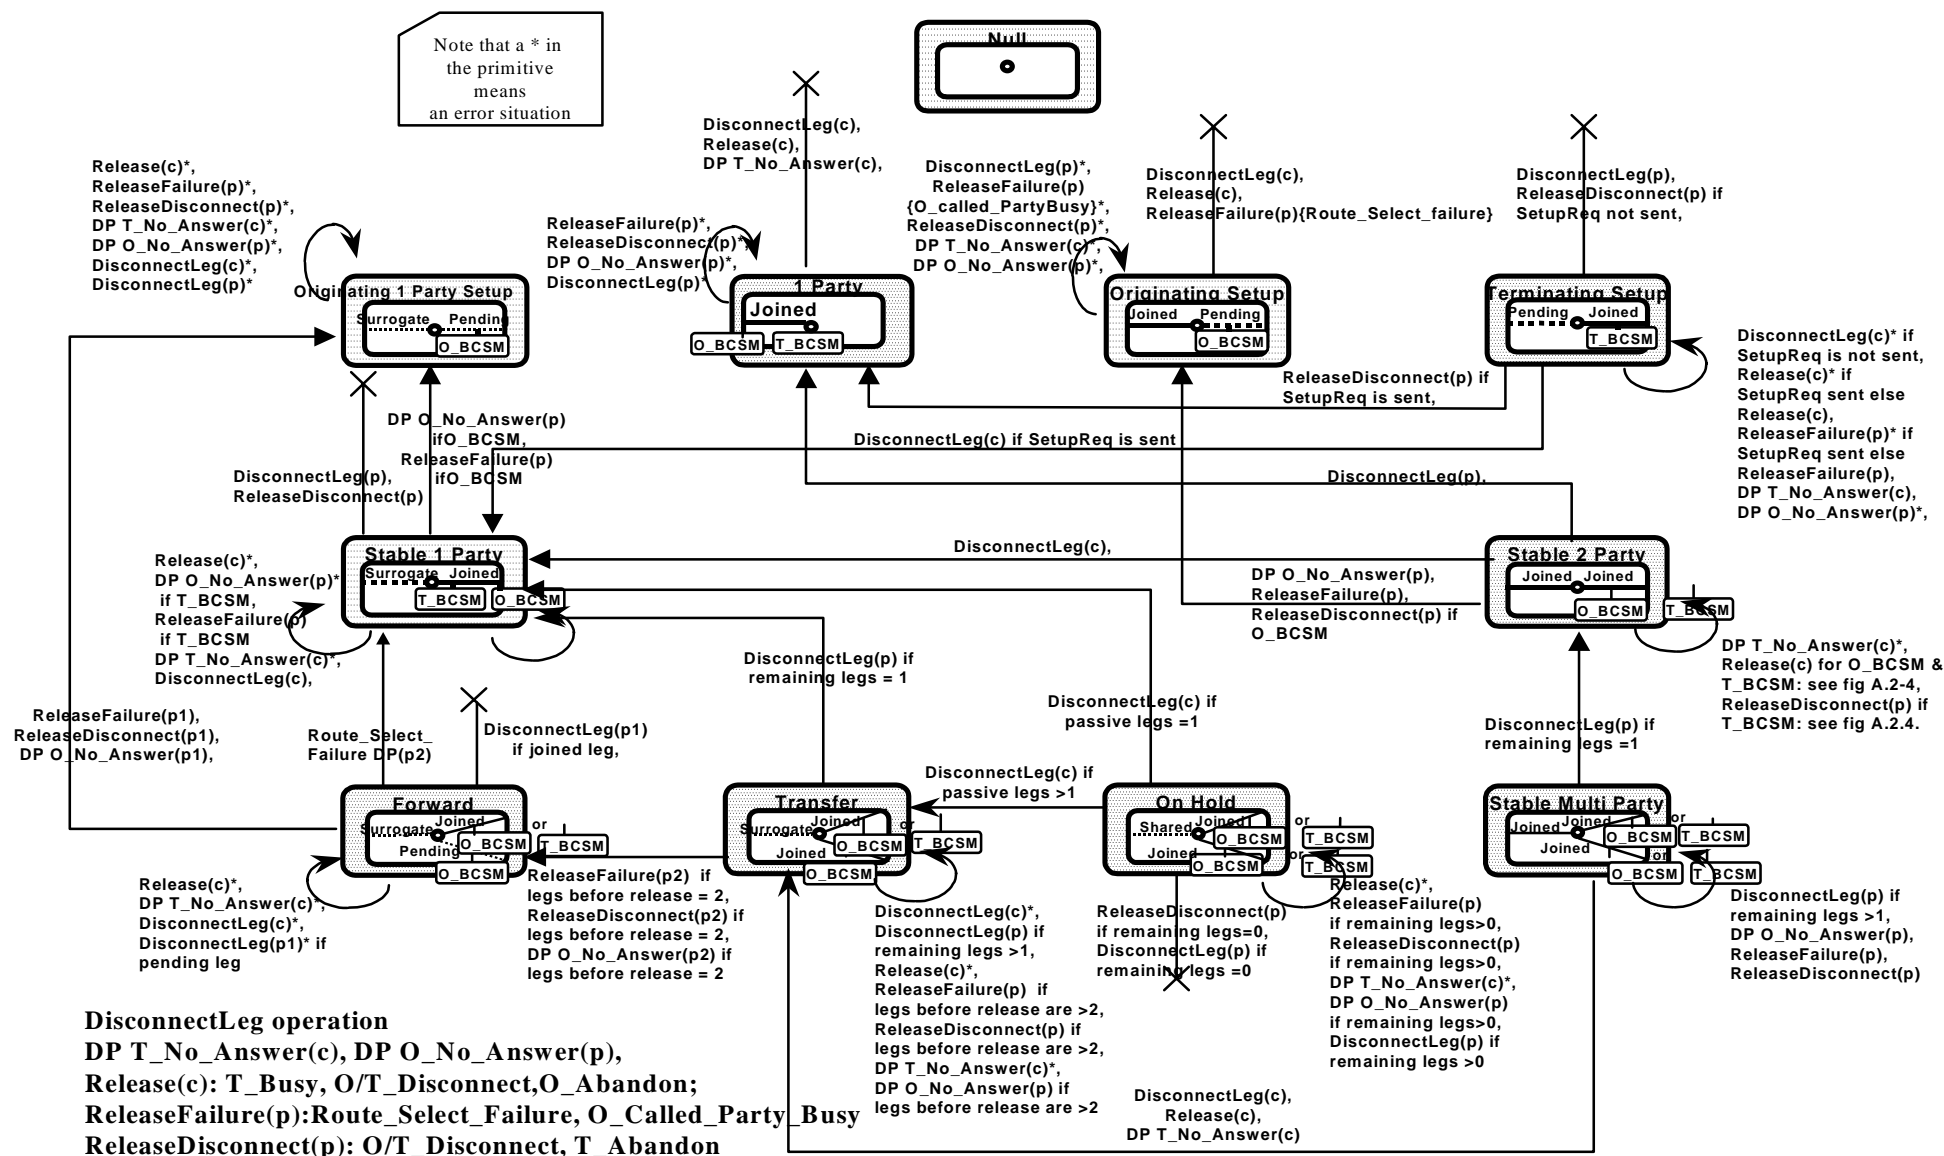 Note that a * in
the primitive
means
an error situation
Null
DisconnectLeg(c),
Release(c),
DP T_No_Answer(c),
Release(c)*,
ReleaseFailure(p)*,
ReleaseDisconnect(p)*,
DP T_No_Answer(c)*,
DP O_No_Answer(p)*,
DisconnectLeg(c)*,
DisconnectLeg(p)*
ReleaseFailure(p)*,
ReleaseDisconnect(p)*,
DP O_No_Answer(p)*,
DisconnectLeg(p)*
DisconnectLeg(p)*,
ReleaseFailure(p)
{O_called_PartyBusy}*,
ReleaseDisconnect(p)*,
DP T_No_Answer(c)*,
DP O_No_Answer(p)*,
DisconnectLeg(c),
Release(c),
ReleaseFailure(p){Route_Select_failure}
DisconnectLeg(p),
ReleaseDisconnect(p) if
SetupReq not sent,
Originating 1 Party Setup
Surrogate Pending
O_BCSM
1 Party
Joined
O_BCSM T_BCSM
Originating Setup
Joined Pending
O_BCSM
Terminating Setup
Pending Joined
T_BCSM
DisconnectLeg(c)* if
SetupReq is not sent,
Release(c)* if
SetupReq sent else
Release(c),
ReleaseFailure(p)* if
SetupReq sent else
ReleaseFailure(p),
DP T_No_Answer(c),
DP O_No_Answer(p)*,
ReleaseDisconnect(p) if
SetupReq is sent,
DP O_No_Answer(p)
ifO_BCSM,
ReleaseFailure(p)
ifO_BCSM
DisconnectLeg(c) if SetupReq is sent
DisconnectLeg(p),
ReleaseDisconnect(p)
DisconnectLeg(p),
Stable 1 Party
Surrogate Joined
T_BCSM O_BCSM
DisconnectLeg(c),
Stable 2 Party
Joined Joined
O_BCSM T_BCSM
Release(c)*,
DP O_No_Answer(p)*
if T_BCSM,
ReleaseFailure(p)
if T_BCSM
DP T_No_Answer(c)*,
DisconnectLeg(c),
DP O_No_Answer(p),
ReleaseFailure(p),
ReleaseDisconnect(p) if
O_BCSM
DP T_No_Answer(c)*,
Release(c) for O_BCSM &
T_BCSM: see fig A.2-4,
ReleaseDisconnect(p) if
T_BCSM: see fig A.2.4.
DisconnectLeg(p) if
remaining legs = 1
DisconnectLeg(c) if
passive legs =1
DisconnectLeg(p) if
remaining legs =1
ReleaseFailure(p1),
ReleaseDisconnect(p1),
DP O_No_Answer(p1),
Route_Select_
Failure DP(p2)
DisconnectLeg(p1)
if joined leg,
DisconnectLeg(c) if
passive legs >1
Forward
Joined
Surrogate
Pending
O_BCSM or T_BCSM
O_BCSM
Transfer
Joined
Surrogate
Joined
O_BCSM or T_BCSM
O_BCSM
On Hold
Shared Joined
Joined
O_BCSM or T_BCSM
O_BCSM or T_BCSM
Stable Multi Party
Joined Joined
Joined
O_BCSM or T_BCSM
O_BCSM or T_BCSM
Release(c)*,
DP T_No_Answer(c)*,
DisconnectLeg(c)*,
DisconnectLeg(p1)* if
pending leg
ReleaseFailure(p2) if
legs before release = 2,
ReleaseDisconnect(p2) if
legs before release = 2,
DP O_No_Answer(p2) if
legs before release = 2
DisconnectLeg(c)*,
DisconnectLeg(p) if
remaining legs >1,
Release(c)*,
ReleaseFailure(p) if
legs before release are >2,
ReleaseDisconnect(p) if
legs before release are >2,
DP T_No_Answer(c)*,
DP O_No_Answer(p) if
legs before release are >2
ReleaseDisconnect(p)
if remaining legs=0,
DisconnectLeg(p) if
remaining legs =0
Release(c)*,
ReleaseFailure(p)
if remaining legs>0,
ReleaseDisconnect(p)
if remaining legs>0,
DP T_No_Answer(c)*,
DP O_No_Answer(p)
if remaining legs>0,
DisconnectLeg(p) if
remaining legs >0
DisconnectLeg(p) if
remaining legs >1,
DP O_No_Answer(p),
ReleaseFailure(p),
ReleaseDisconnect(p)
DisconnectLeg(c),
Release(c),
DP T_No_Answer(c)
DisconnectLeg operation
DP T_No_Answer(c), DP O_No_Answer(p),
Release(c): T_Busy, O/T_Disconnect,O_Abandon;
ReleaseFailure(p):Route_Select_Failure, O_Called_Party_Busy
ReleaseDisconnect(p): O/T_Disconnect, T_Abandon